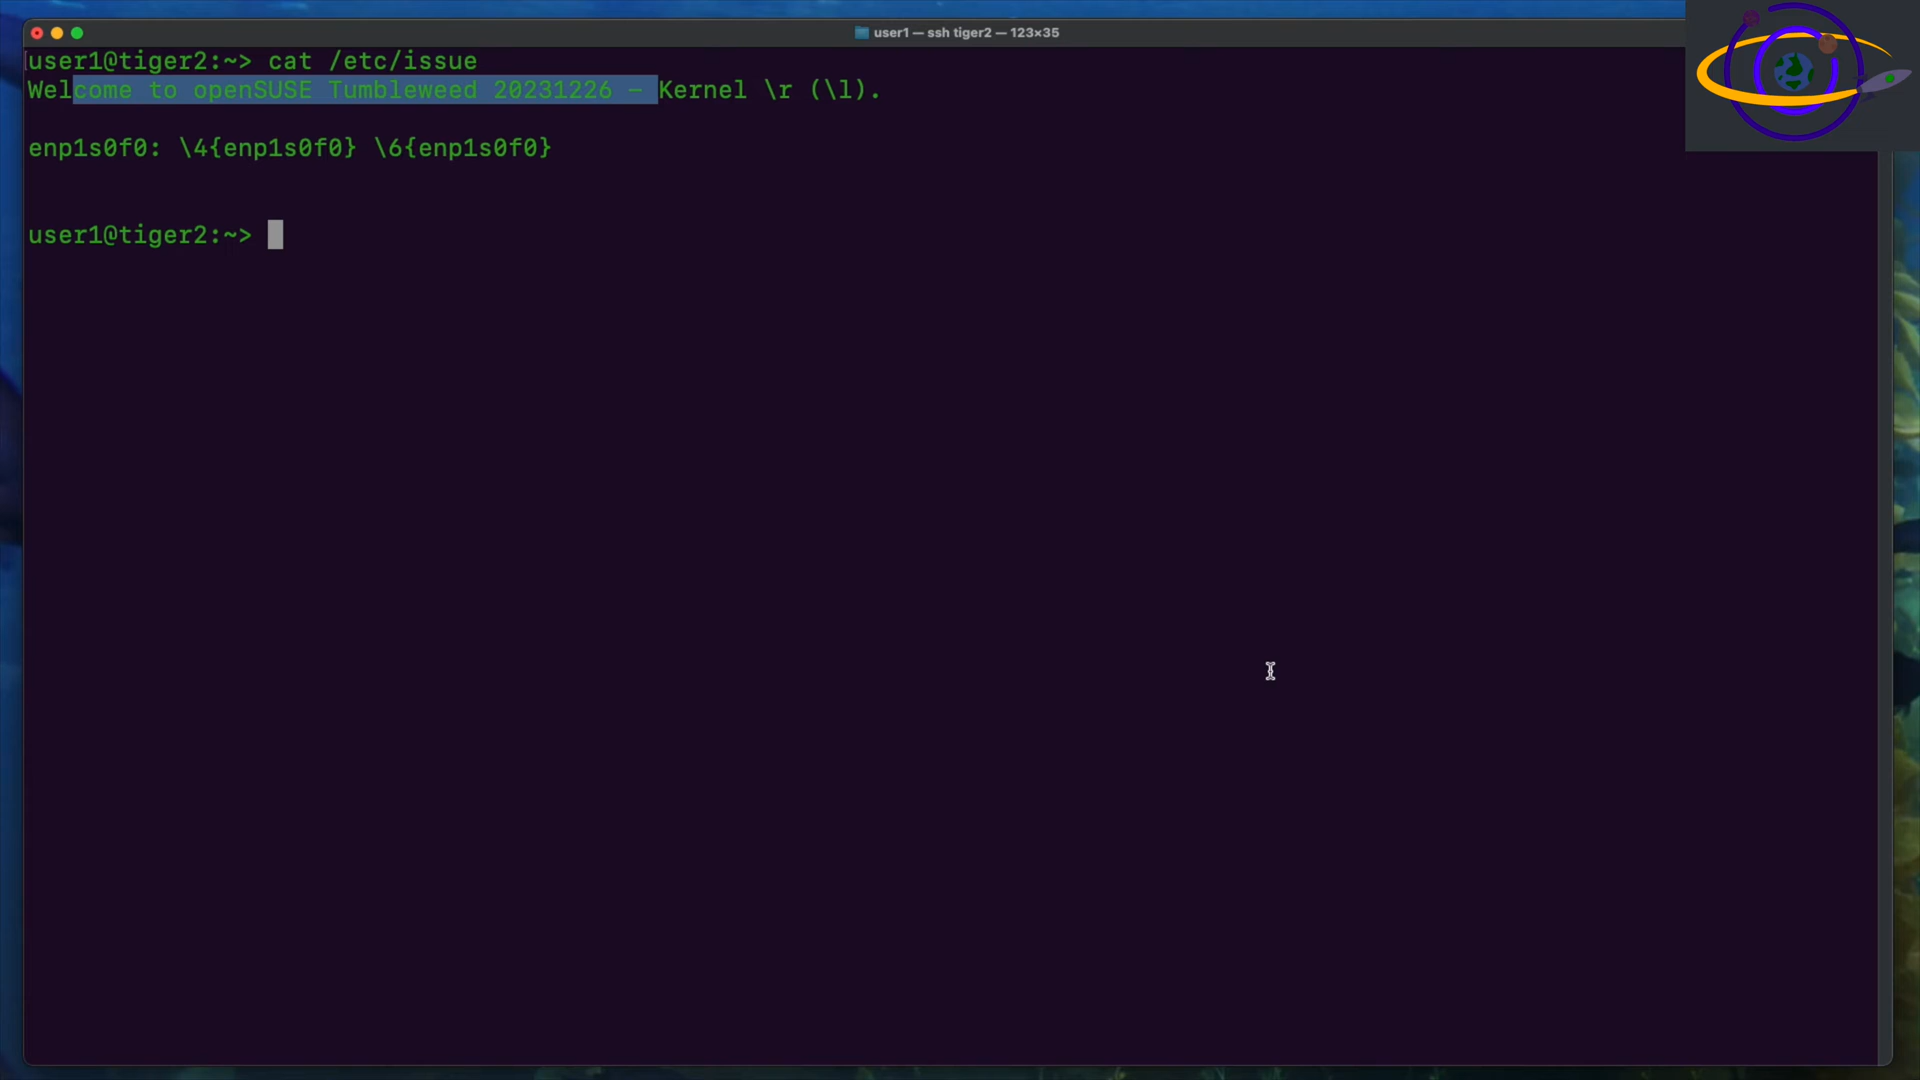 user1 — ssh tiger2 — 123×35
user1@tiger2:~> cat /etc/issue
Welcome to openSUSE Tumbleweed 20231226 - Kernel \r (\l).
enp1s0f0: \4{enp1s0f0} \6{enp1s0f0}
user1@tiger2:~>